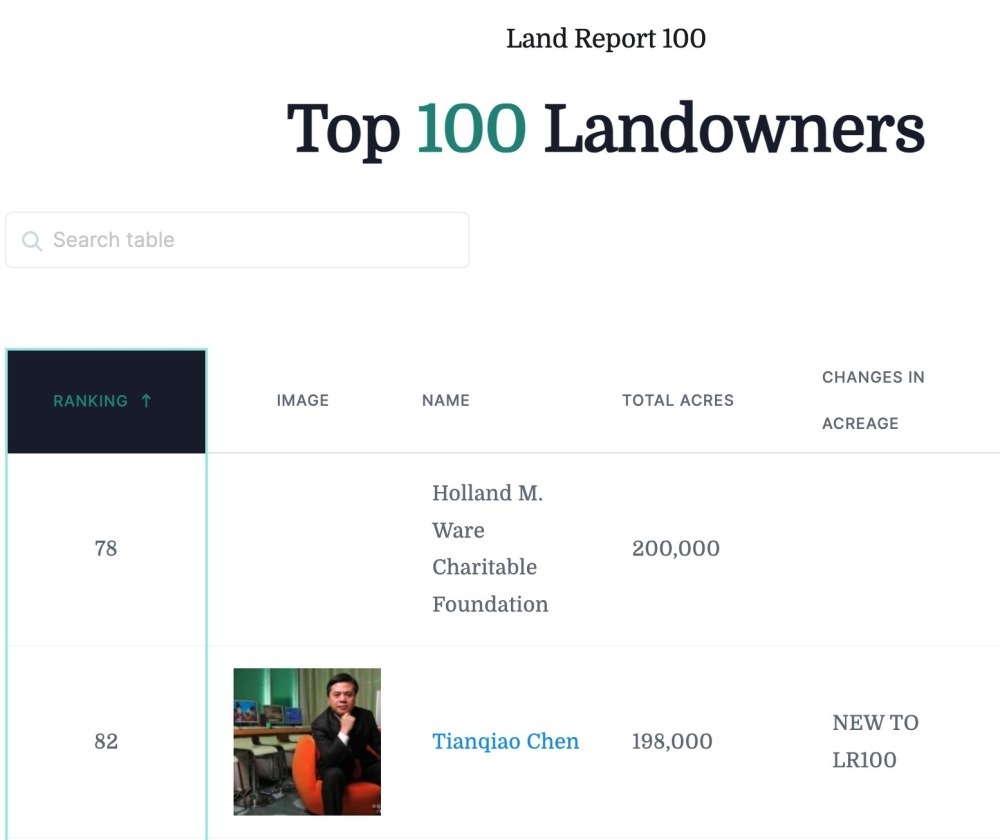 Land Report 100
Top 100 Landowners
Search table
RANKING ↑
IMAGE
NAME
TOTAL ACRES
CHANGES IN
ACREAGE
78
Holland M.
Ware
Charitable
Foundation
200,000
82
Tianqiao Chen
198,000
NEW TO
LR100